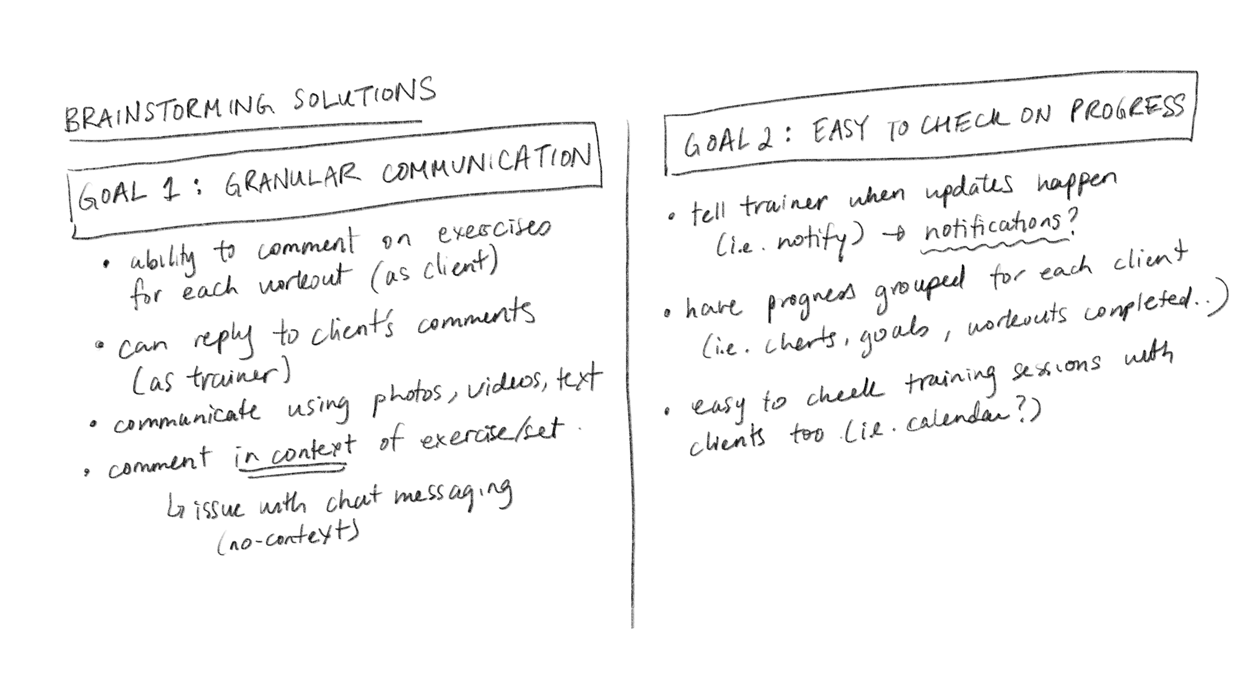 BRAINSTORMING SOLUTIONS
GOAL 1: GRANULAR COMMUNICATION
• ability to comment on exercises
for each workout (as client)
• can reply to client's comments
(as trainer)
• communicate using photos, videos, text
• comment in context of exercise/set.
↳ issue with chat messaging
(no-context)
GOAL 2: EASY TO CHECK ON PROGRESS
• tell trainer when updates happen
(i.e. notify) → notifications?
• have progress grouped for each client
(i.e. charts, goals, workouts completed..)
• easy to check training sessions with
clients too (i.e. calendar?)